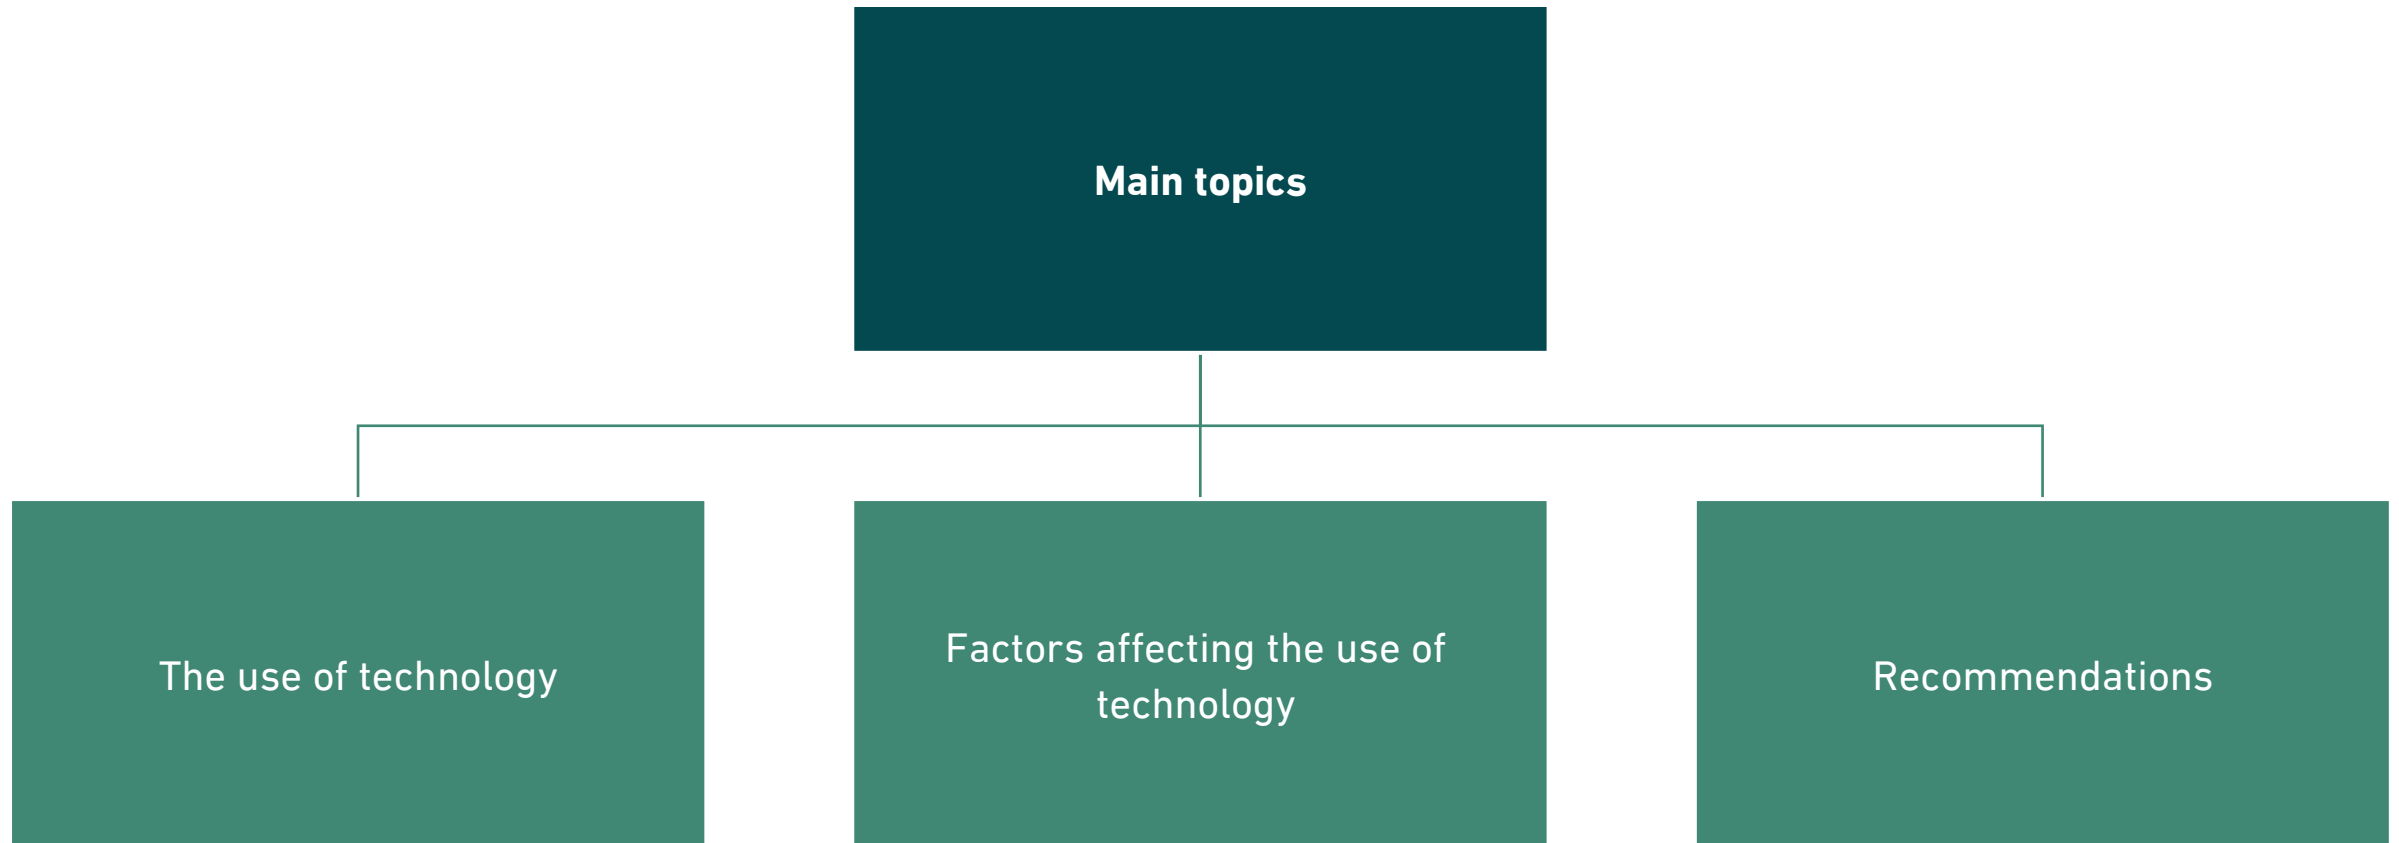 Main topics
The use of technology
Factors affecting the use of
technology
Recommendations